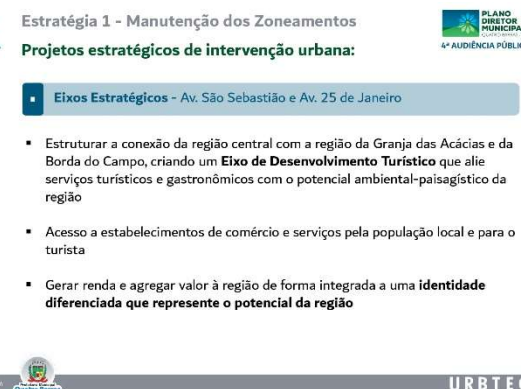 Estratégia 1 - Manutenção dos Zoneamentos
PLANO
DIRETOR
MUNICIPAL
4ª AUDIÊNCIA PÚBLIC
Projetos estratégicos de intervenção urbana:
▪ Eixos Estratégicos - Av. São Sebastião e Av. 25 de Janeiro
▪ Estruturar a conexão da região central com a região da Granja das Acácias e da
Borda do Campo, criando um Eixo de Desenvolvimento Turístico que alie
serviços turísticos e gastronômicos com o potencial ambiental-paisagístico da
região
▪ Acesso a estabelecimentos de comércio e serviços pela população local e para o
turista
▪ Gerar renda e agregar valor à região de forma integrada a uma identidade
diferenciada que represente o potencial da região
URBTEC